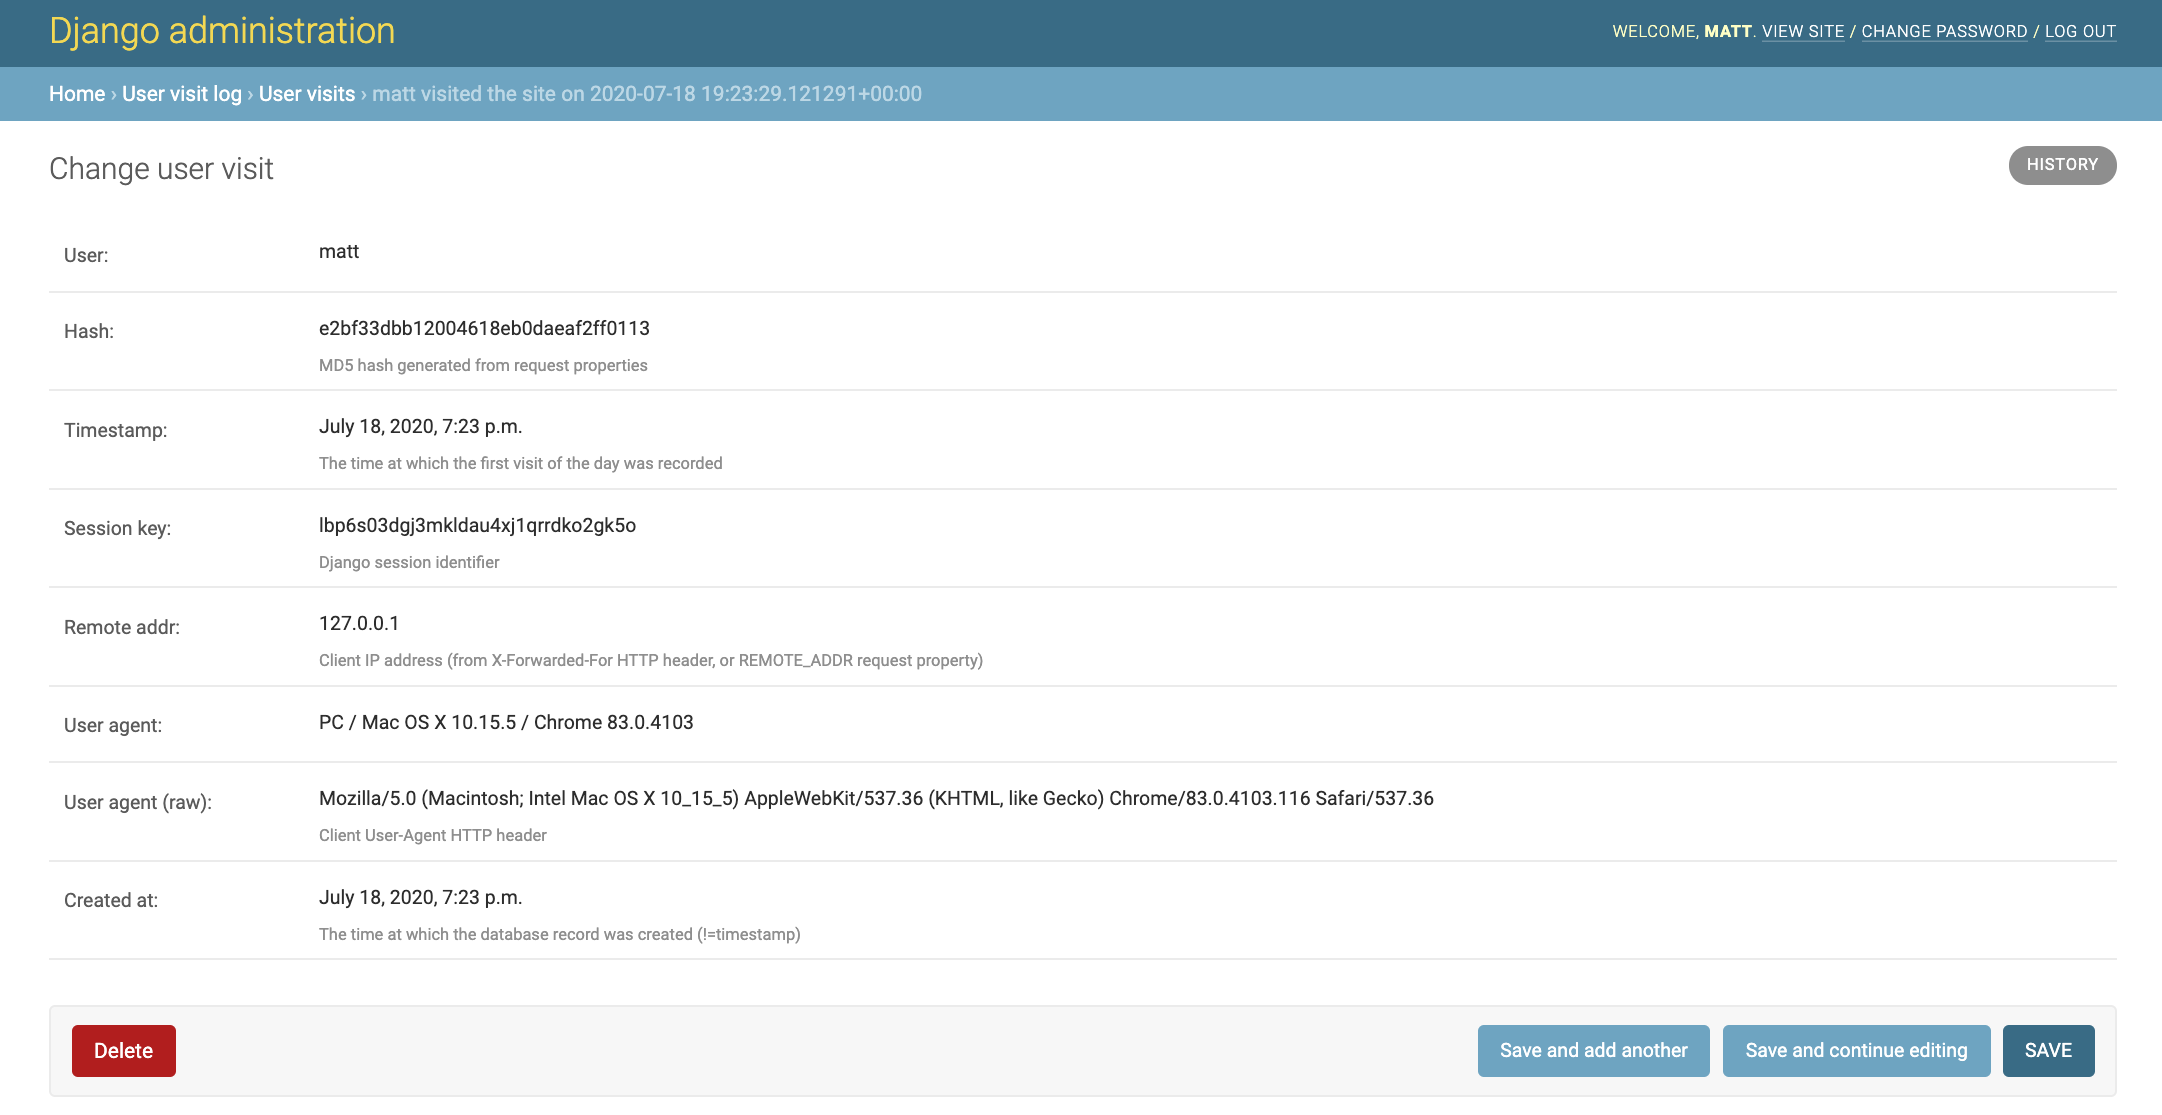 Django administration
WELCOME, MATT. VIEW SITE / CHANGE PASSWORD / LOG OUT
Home › User visit log › User visits › matt visited the site on 2020-07-18 19:23:29.121291+00:00
Change user visit
HISTORY
User: matt
Hash: e2bf33dbb12004618eb0daeaf2ff0113
MD5 hash generated from request properties
Timestamp: July 18, 2020, 7:23 p.m.
The time at which the first visit of the day was recorded
Session key: lbp6s03dgj3mkldau4xj1qrrdko2gk5o
Django session identifier
Remote addr: 127.0.0.1
Client IP address (from X-Forwarded-For HTTP header, or REMOTE_ADDR request property)
User agent: PC / Mac OS X 10.15.5 / Chrome 83.0.4103
User agent (raw): Mozilla/5.0 (Macintosh; Intel Mac OS X 10_15_5) AppleWebKit/537.36 (KHTML, like Gecko) Chrome/83.0.4103.116 Safari/537.36
Client User-Agent HTTP header
Created at: July 18, 2020, 7:23 p.m.
The time at which the database record was created (!=timestamp)
Delete
Save and add another
Save and continue editing
SAVE